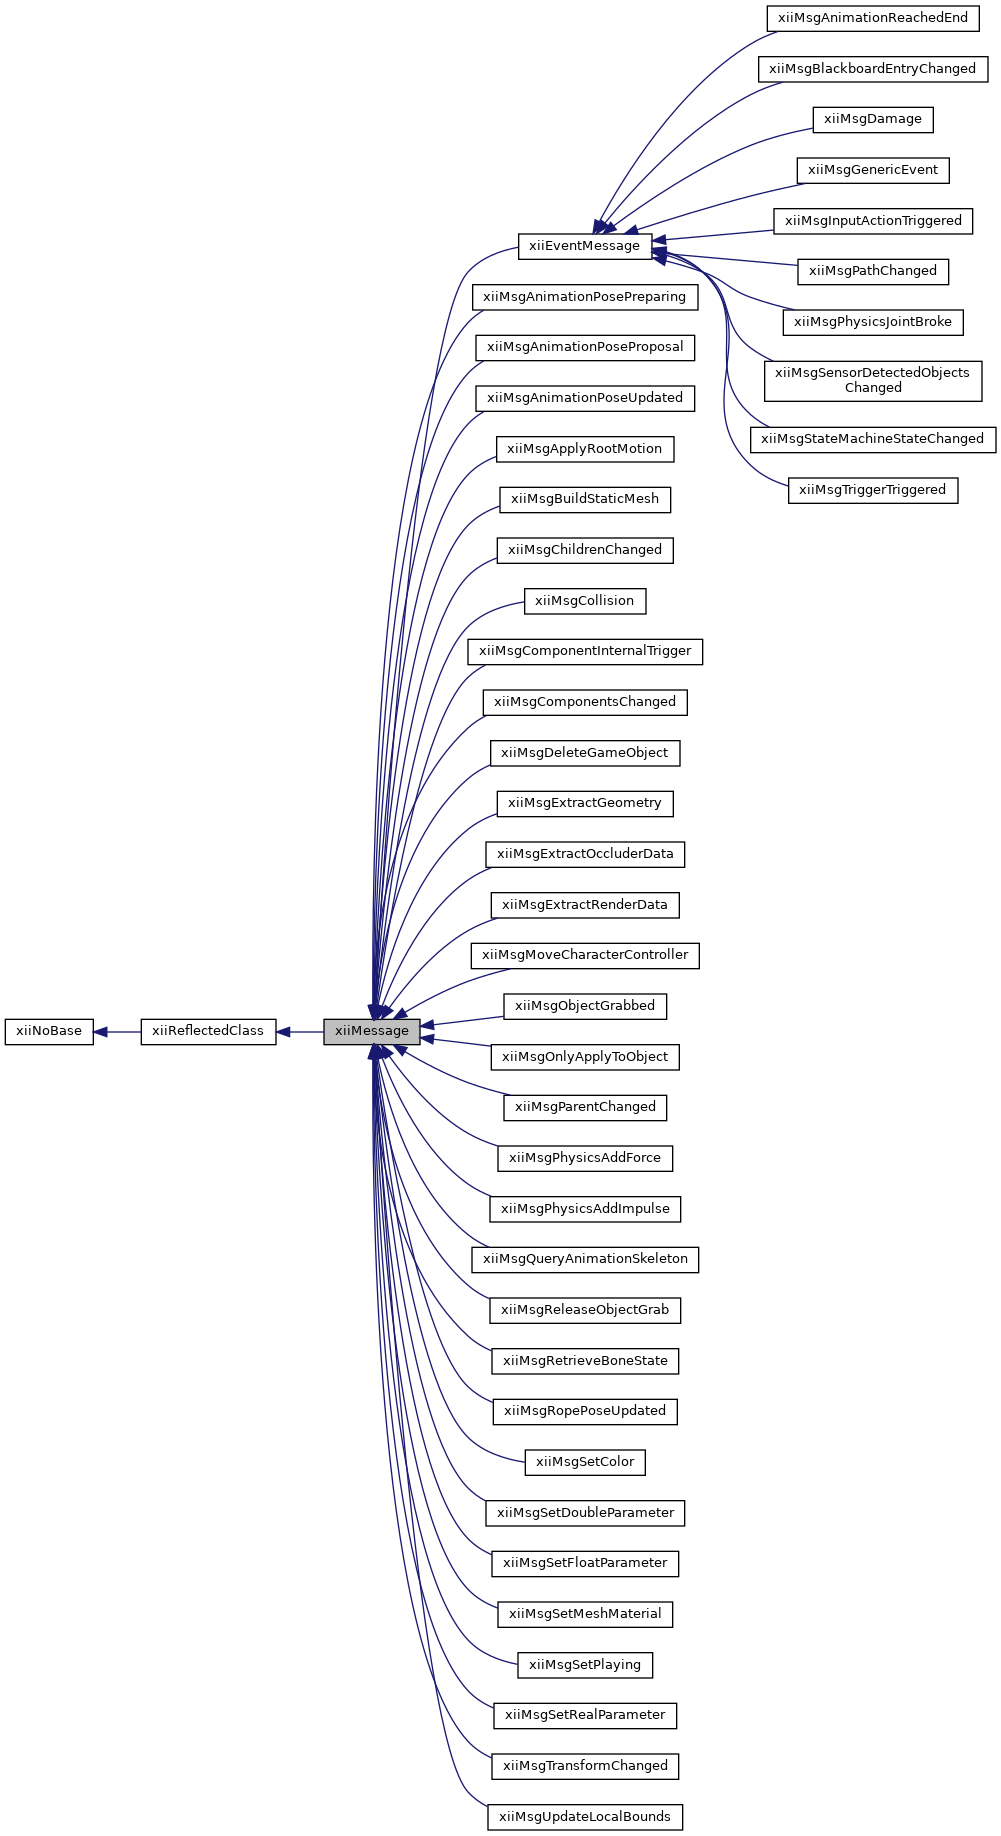 xiiMsgAnimationReachedEnd
xiiMsgBlackboardEntryChanged
xiiMsgDamage
xiiMsgGenericEvent
xiiMsgInputActionTriggered
xiiEventMessage
xiiMsgPathChanged
xiiMsgAnimationPosePreparing
xiiMsgPhysicsJointBroke
xiiMsgAnimationPoseProposal
xiiMsgSensorDetectedObjects
Changed
xiiMsgAnimationPoseUpdated
xiiMsgStateMachineStateChanged
xiiMsgApplyRootMotion
xiiMsgTriggerTriggered
xiiMsgBuildStaticMesh
xiiMsgChildrenChanged
xiiMsgCollision
xiiMsgComponentInternalTrigger
xiiMsgComponentsChanged
xiiMsgDeleteGameObject
xiiMsgExtractGeometry
xiiMsgExtractOccluderData
xiiMsgExtractRenderData
xiiMsgMoveCharacterController
xiiMsgObjectGrabbed
xiiNoBase
xiiReflectedClass
xiiMessage
xiiMsgOnlyApplyToObject
xiiMsgParentChanged
xiiMsgPhysicsAddForce
xiiMsgPhysicsAddImpulse
xiiMsgQueryAnimationSkeleton
xiiMsgReleaseObjectGrab
xiiMsgRetrieveBoneState
xiiMsgRopePoseUpdated
xiiMsgSetColor
xiiMsgSetDoubleParameter
xiiMsgSetFloatParameter
xiiMsgSetMeshMaterial
xiiMsgSetPlaying
xiiMsgSetRealParameter
xiiMsgTransformChanged
xiiMsgUpdateLocalBounds